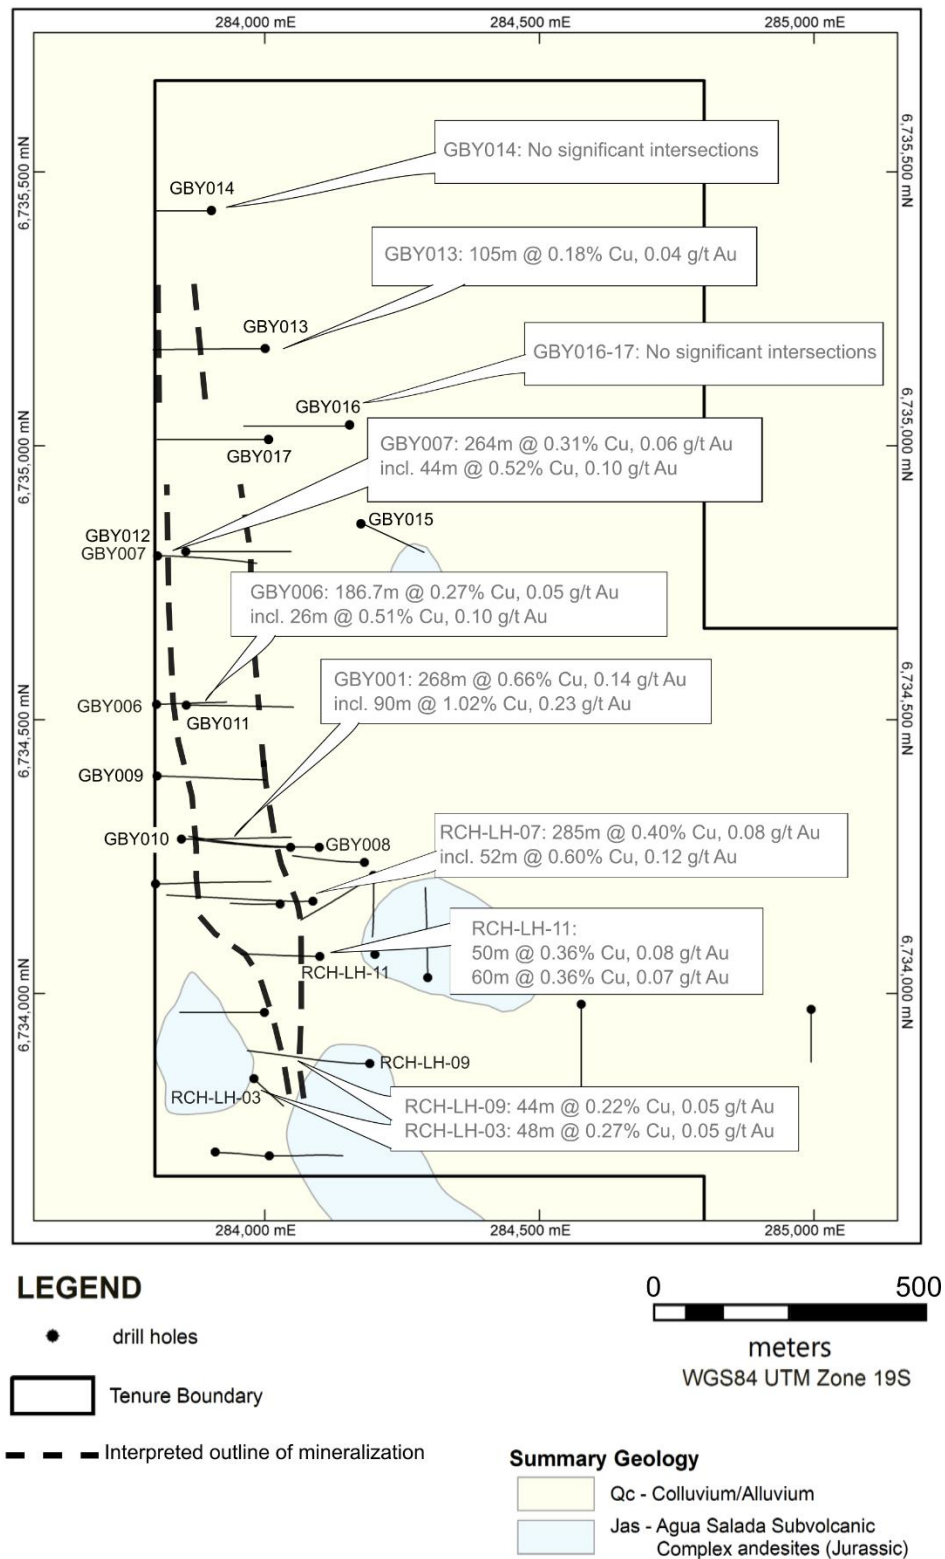 284,000 mE
284,500 mE
285,000 mE
6,735,500 mN
6,735,500 mN
GBY014: No significant intersections
GBY014
GBY013: 105m @ 0.18% Cu, 0.04 g/t Au
GBY013
GBY016-17: No significant intersections
GBY016
6,735,000 mN
6,735,000 mN
GBY017
GBY007: 264m @ 0.31% Cu, 0.06 g/t Au
incl. 44m @ 0.52% Cu, 0.10 g/t Au
GBY015
GBY012
GBY007
GBY006: 186.7m @ 0.27% Cu, 0.05 g/t Au
incl. 26m @ 0.51% Cu, 0.10 g/t Au
GBY001: 268m @ 0.66% Cu, 0.14 g/t Au
incl. 90m @ 1.02% Cu, 0.23 g/t Au
GBY006
GBY011
6,734,500 mN
6,734,500 mN
GBY009
GBY010
GBY008
RCH-LH-07: 285m @ 0.40% Cu, 0.08 g/t Au
incl. 52m @ 0.60% Cu, 0.12 g/t Au
RCH-LH-11:
50m @ 0.36% Cu, 0.08 g/t Au
60m @ 0.36% Cu, 0.07 g/t Au
RCH-LH-11
6,734,000 mN
6,734,000 mN
RCH-LH-09
RCH-LH-03
RCH-LH-09: 44m @ 0.22% Cu, 0.05 g/t Au
RCH-LH-03: 48m @ 0.27% Cu, 0.05 g/t Au
284,000 mE
284,500 mE
285,000 mE
LEGEND
drill holes
Tenure Boundary
Interpreted outline of mineralization
0
500
meters
WGS84 UTM Zone 19S
Summary Geology
Qc - Colluvium/Alluvium
Jas - Agua Salada Subvolcanic
Complex andesites (Jurassic)